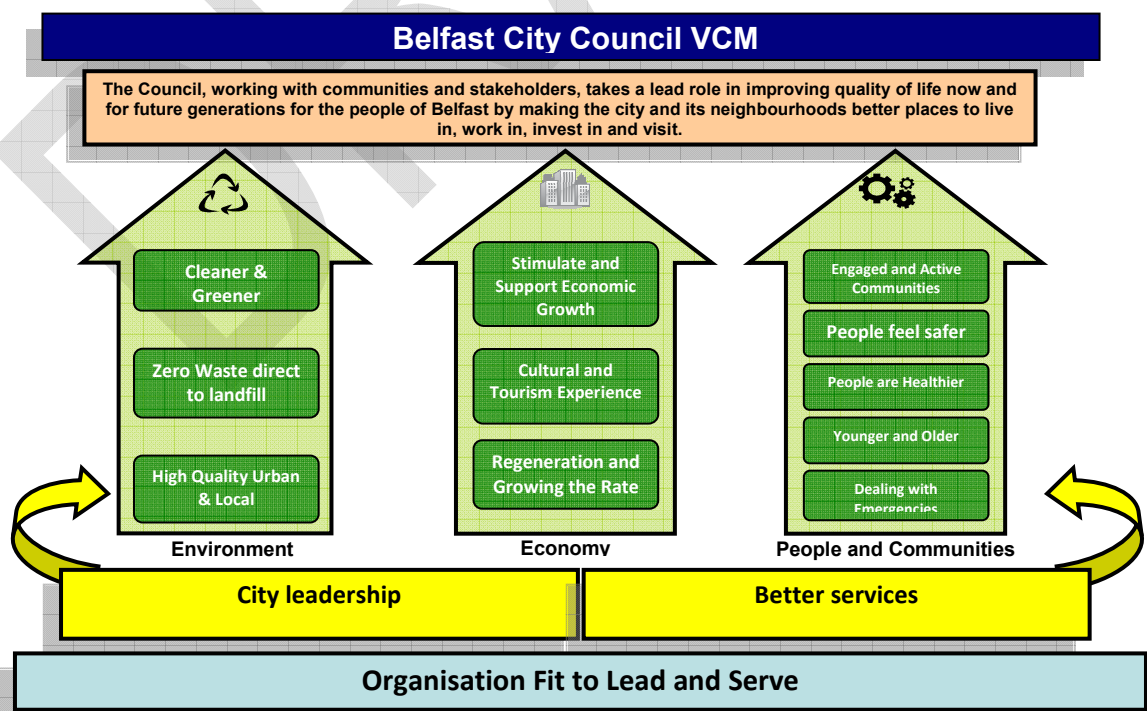 Belfast City Council VCM
The Council, working with communities and stakeholders, takes a lead role in improving quality of life now and
for future generations for the people of Belfast by making the city and its neighbourhoods better places to live
in, work in, invest in and visit.
Cleaner &
Greener
Zero Waste direct
to landfill
High Quality Urban
& Local
Environment
Stimulate and
Support Economic
Growth
Cultural and
Tourism Experience
Regeneration and
Growing the Rate
Economy
Engaged and Active
Communities
People feel safer
People are Healthier
Younger and Older
Dealing with
Emergencies
People and Communities
City leadership
Better services
Organisation Fit to Lead and Serve